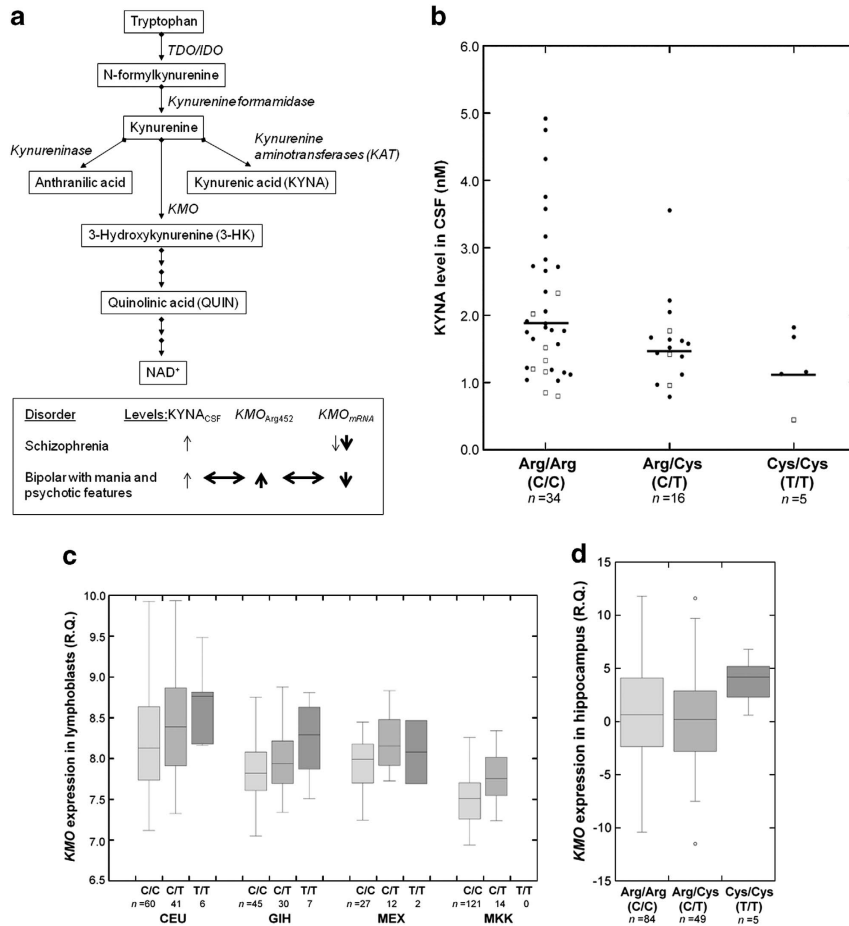 a
Tryptophan
TDO/IDO
N-formylkynurenine
Kynurenine formamidase
Kynurenine
Kynureninase
Kynurenine
aminotransferases (KAT)
Anthranilic acid
Kynurenic acid (KYNA)
KMO
3-Hydroxykynurenine (3-HK)
Quinolinic acid (QUIN)
NAD+
Disorder Levels: KYNA CSF KMO Arg452 KMO mRNA
Schizophrenia ↑ ↓↓
Bipolar with mania and
psychotic features ↑ ↔ ↑ ↔ ↓
b
KYNA level in CSF (nM)
6.0
5.0
4.0
3.0
2.0
1.0
0.0
Arg/Arg Arg/Cys Cys/Cys
(C/C) (C/T) (T/T)
n=34 n=16 n=5
c
KMO expression in lymphoblasts (R.Q.)
10.0
9.5
9.0
8.5
8.0
7.5
7.0
6.5
C/C C/T T/T C/C C/T T/T C/C C/T T/T C/C C/T T/T
n=60 41 6 n=45 30 7 n=27 12 2 n=121 14 0
CEU GIH MEX MKK
d
KMO expression in hippocampus (R.Q.)
15
10
5
0
-5
-10
-15
Arg/Arg Arg/Cys Cys/Cys
(C/C) (C/T) (T/T)
n=84 n=49 n=5